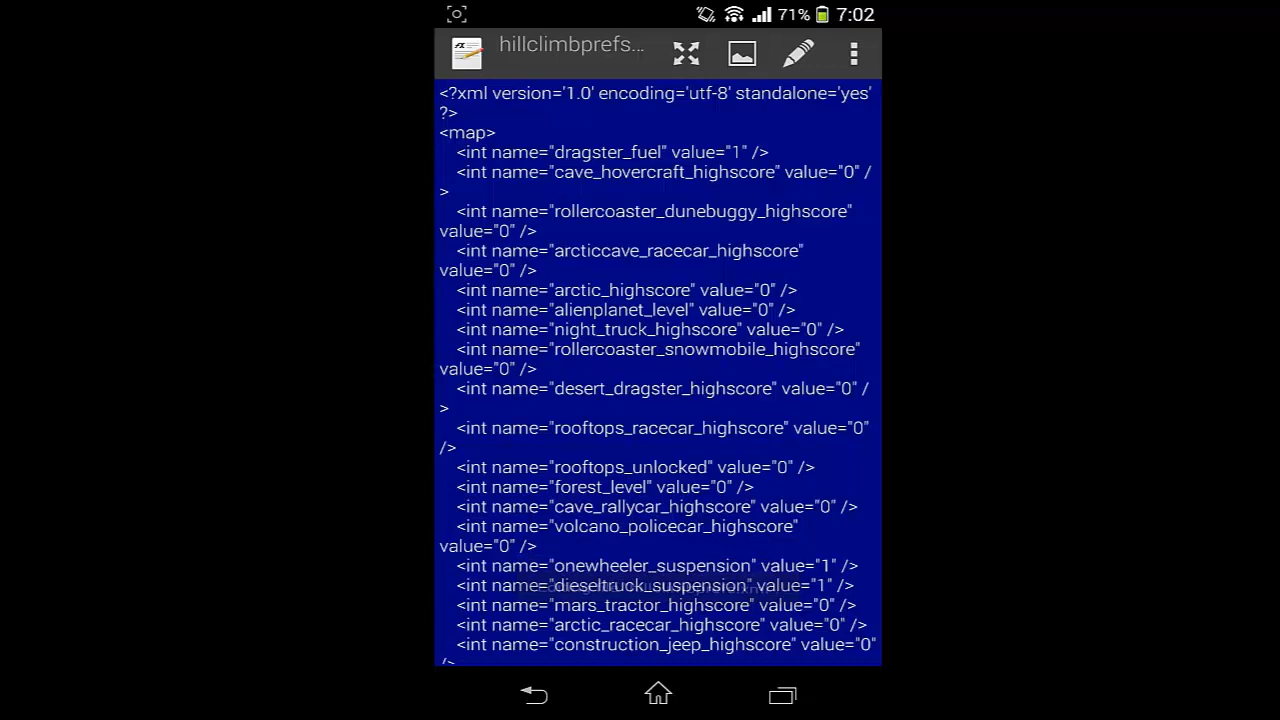 71% 7:02
hillclimbprefs...
<?xml version='1.0' encoding='utf-8' standalone='yes'
?>
<map>
<int name="dragster_fuel" value="1" />
<int name="cave_hovercraft_highscore" value="0" /
>
<int name="rollercoaster_dunebuggy_highscore"
value="0" />
<int name="arcticcave_racecar_highscore"
value="0" />
<int name="arctic_highscore" value="0" />
<int name="alienplanet_level" value="0" />
<int name="night_truck_highscore" value="0" />
<int name="rollercoaster_snowmobile_highscore"
value="0" />
<int name="desert_dragster_highscore" value="0" /
>
<int name="rooftops_racecar_highscore" value="0"
/>
<int name="rooftops_unlocked" value="0" />
<int name="forest_level" value="0" />
<int name="cave_rallycar_highscore" value="0" />
<int name="volcano_policecar_highscore"
value="0" />
<int name="onewheeler_suspension" value="1" />
<int name="dieseltruck_suspension" value="1" />
<int name="mars_tractor_highscore" value="0" />
<int name="arctic_racecar_highscore" value="0" />
<int name="construction_jeep_highscore" value="0"
/>